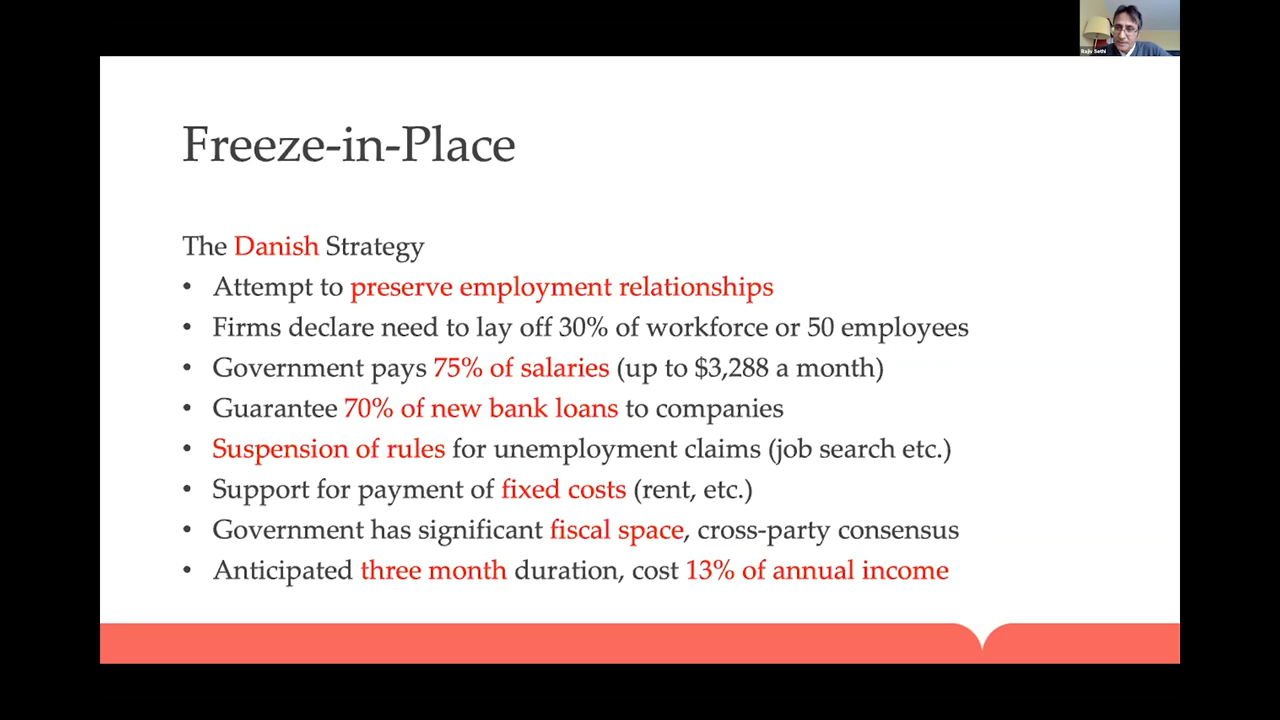 Rajiv Sethi
Freeze-in-Place
The Danish Strategy
• Attempt to preserve employment relationships
• Firms declare need to lay off 30% of workforce or 50 employees
• Government pays 75% of salaries (up to $3,288 a month)
• Guarantee 70% of new bank loans to companies
• Suspension of rules for unemployment claims (job search etc.)
• Support for payment of fixed costs (rent, etc.)
• Government has significant fiscal space, cross-party consensus
• Anticipated three month duration, cost 13% of annual income